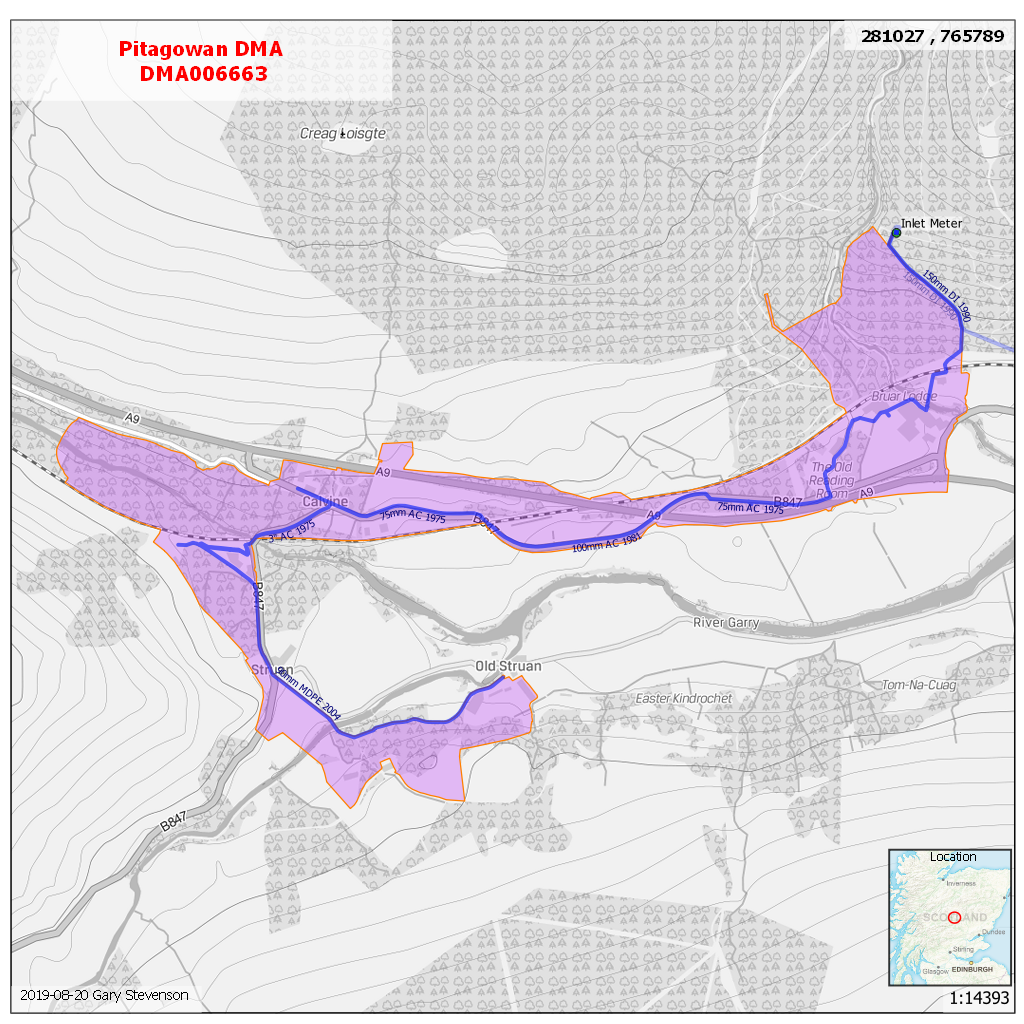 Pitagowan DMA
DMA006663
281027 , 765789
Creag Loisgte
Inlet Meter
150mm DI 1980
150mm DI 1980
Bruar Lodge
A9
A9
Calvine
75mm AC 1975
3" AC 1975
B847
100mm AC 1981
A9
75mm AC 1975
B847
The Old
Reading
Room
A9
B847
River Garry
Struan
90mm MDPE 2004
Old Struan
Easter Kindrochet
Tom-Na-Cuag
B847
Location
Inverness
SCOTLAND
Dundee
Stirling
Glasgow
EDINBURGH
2019-08-20 Gary Stevenson
1:14393